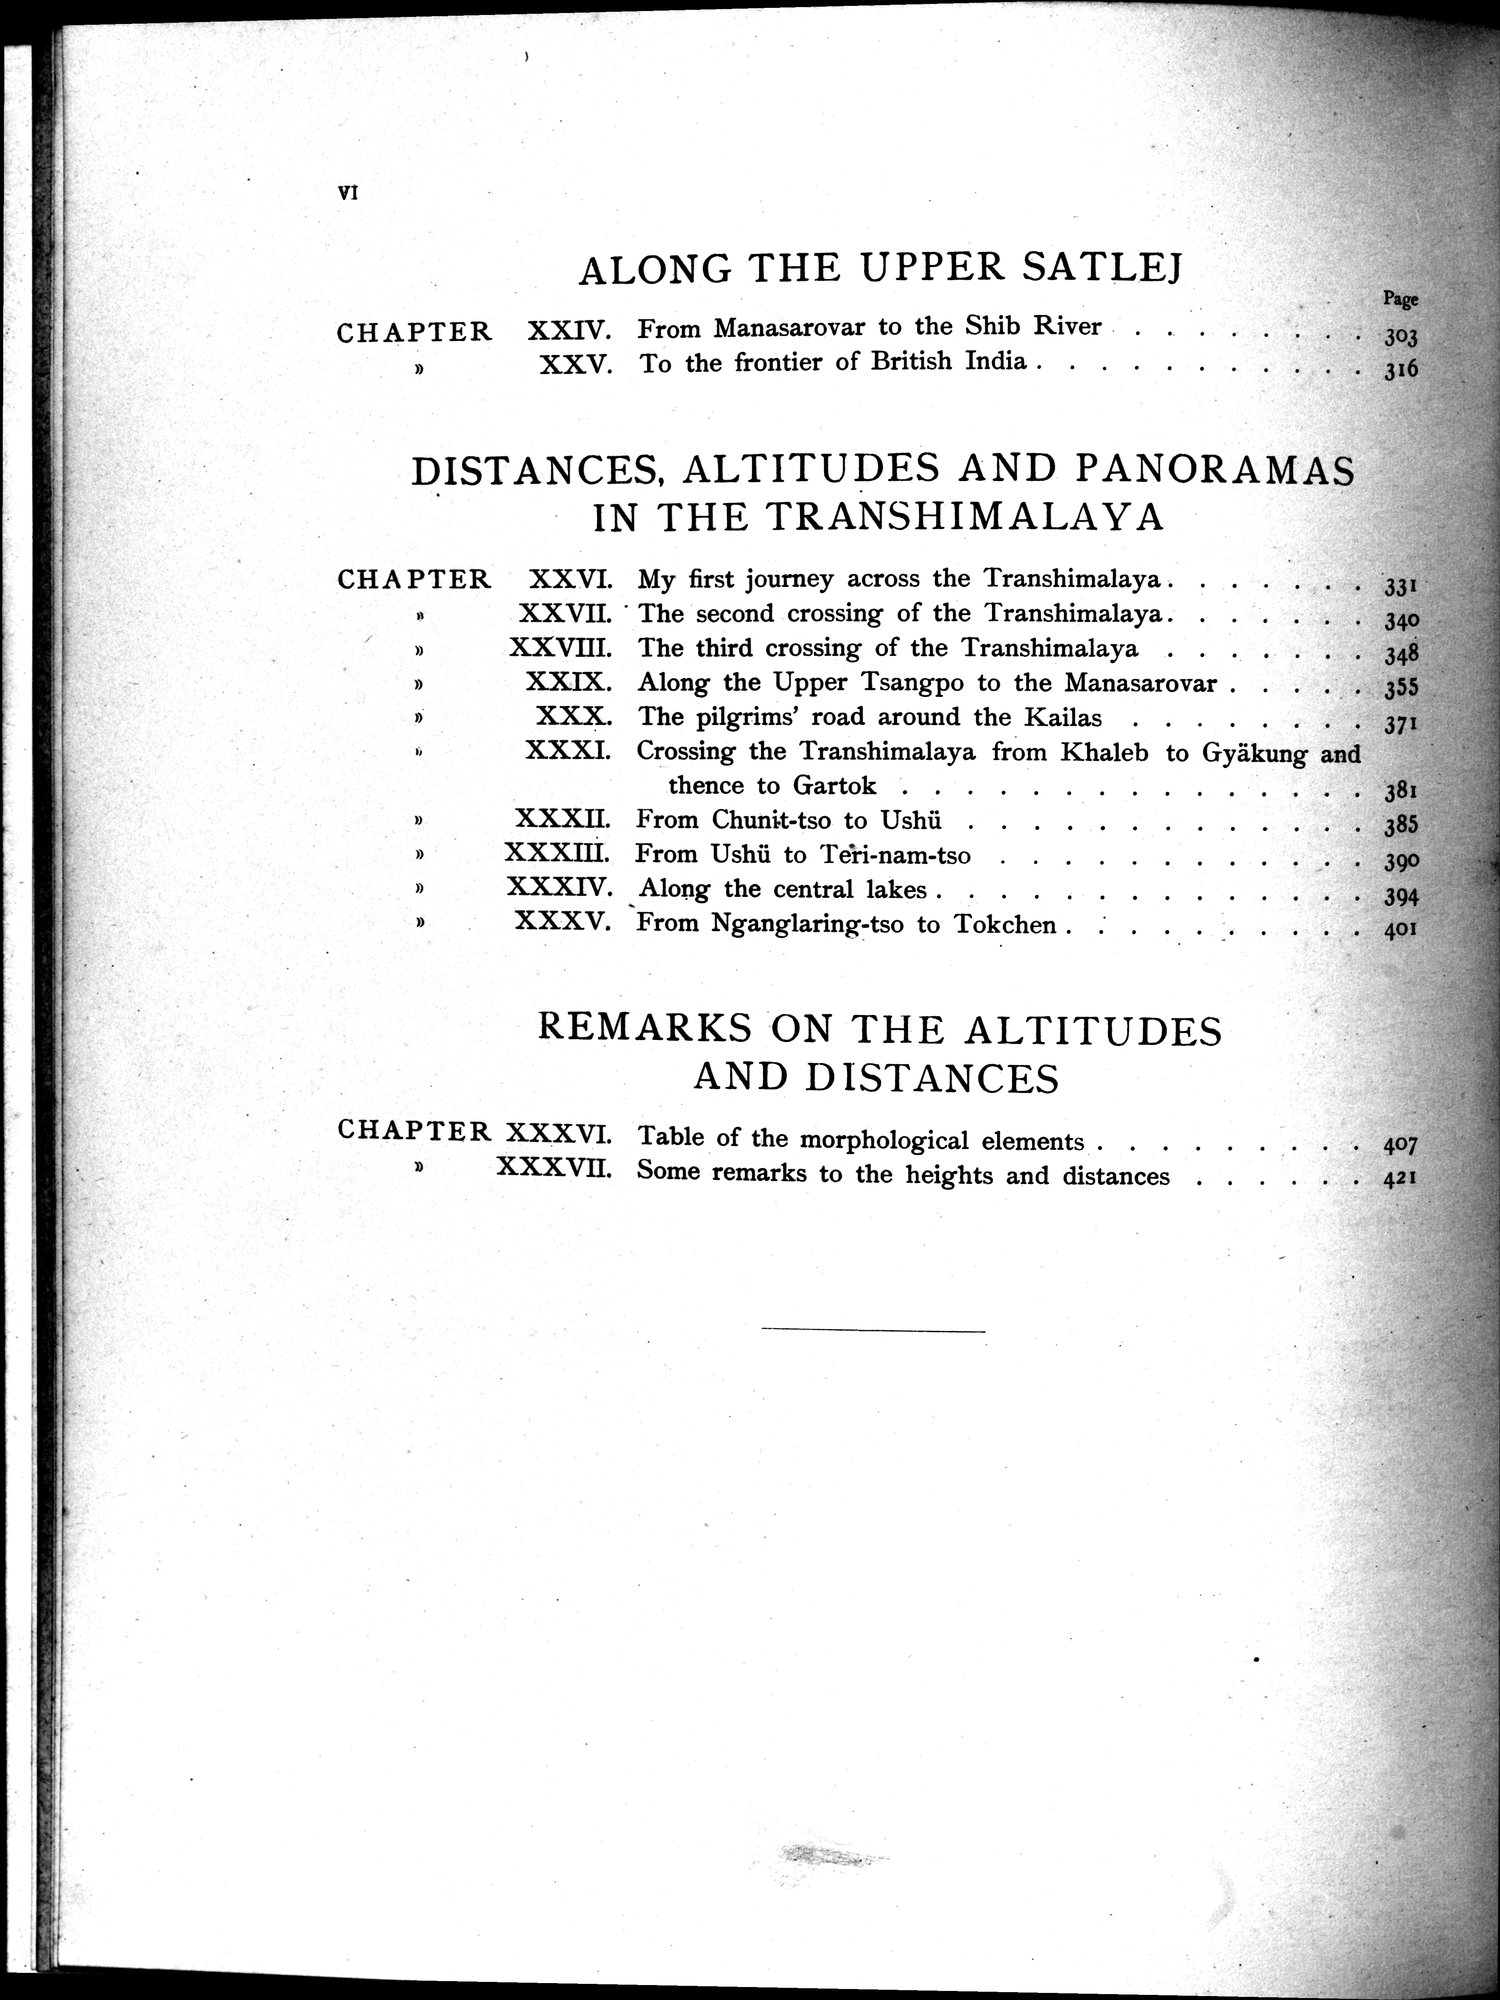 VI
ALONG THE UPPER SATLEJ
Page
CHAPTER XXIV. From Manasarovar to the Shib River . . . . . . . . 303
» XXV. To the frontier of British India . . . . . . . . . . . 316
DISTANCES, ALTITUDES AND PANORAMAS
IN THE TRANSHIMALAYA
CHAPTER XXVI. My first journey across the Transhimalaya . . . . . . . 331
» XXVII. The second crossing of the Transhimalaya . . . . . . . 340
» XXVIII. The third crossing of the Transhimalaya . . . . . . . 348
» XXIX. Along the Upper Tsangpo to the Manasarovar . . . . . 355
» XXX. The pilgrims' road around the Kailas . . . . . . . . 371
» XXXI. Crossing the Transhimalaya from Khaleb to Gyäkung and
thence to Gartok . . . . . . . . . . . . . . . 381
» XXXII. From Chunit-tso to Ushü . . . . . . . . . . . . . 385
» XXXIII. From Ushü to Teri-nam-tso . . . . . . . . . . . . 390
» XXXIV. Along the central lakes . . . . . . . . . . . . . . 394
» XXXV. From Nganglaring-tso to Tokchen . . . . . . . . . . 401
REMARKS ON THE ALTITUDES
AND DISTANCES
CHAPTER XXXVI. Table of the morphological elements . . . . . . . . . 407
» XXXVII. Some remarks to the heights and distances . . . . . . 421